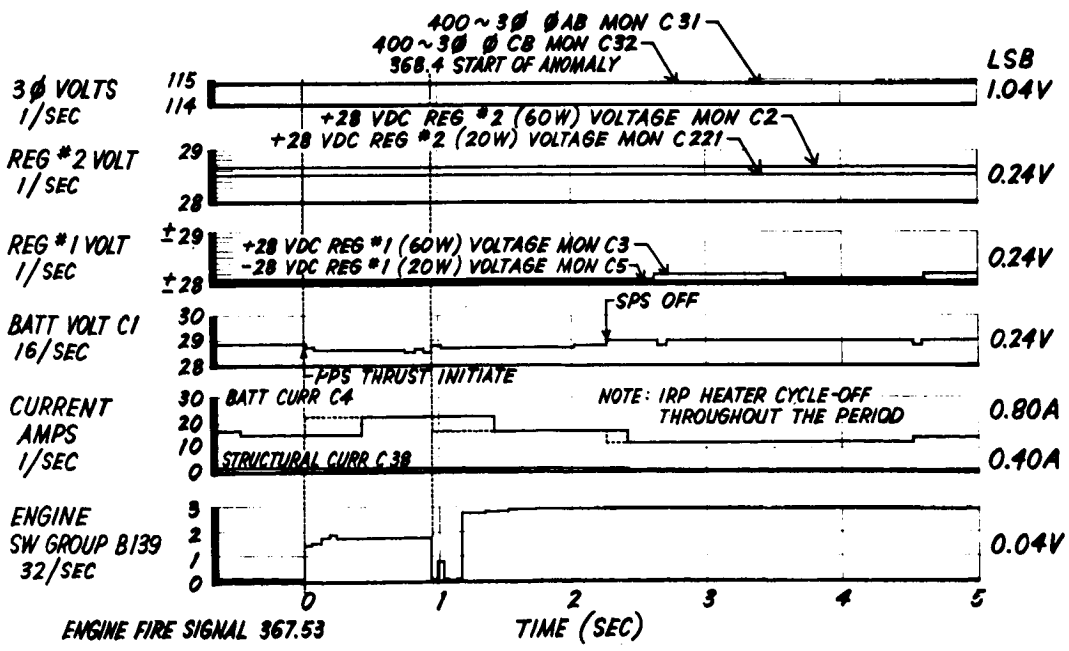 400~3Ø ØAB MON C31
400~3Ø Ø CB MON C32
368.4 START OF ANOMALY
LSB
3Ø VOLTS
1/SEC
115
114
1.04V
+28 VDC REG #2 (60W) VOLTAGE MON C2
+28 VDC REG #2 (20W) VOLTAGE MON C221
REG #2 VOLT
1/SEC
29
28
0.24V
REG #1 VOLT
1/SEC
±29
±28
+28 VDC REG #1 (60W) VOLTAGE MON C3
-28 VDC REG #1 (20W) VOLTAGE MON C5
0.24V
SPS OFF
BATT VOLT C1
16/SEC
30
29
28
0.24V
PPS THRUST INITIATE
CURRENT
AMPS
1/SEC
30
20
10
0
BATT CURR C4
NOTE: IRP HEATER CYCLE-OFF
THROUGHOUT THE PERIOD
0.80A
STRUCTURAL CURR C38
0.40A
ENGINE
SW GROUP B139
32/SEC
3
2
1
0
0.04V
0 1 2 3 4 5
ENGINE FIRE SIGNAL 367.53
TIME (SEC)